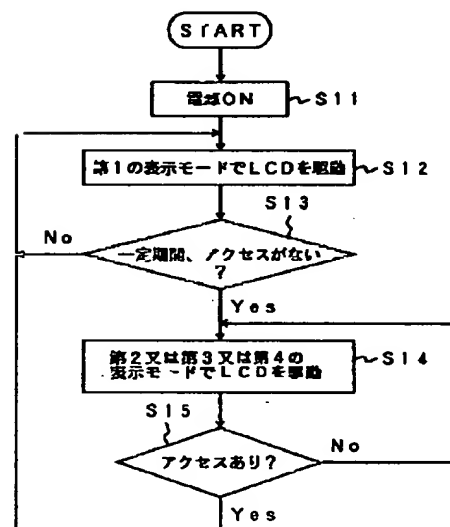 START
電源ON
S11
第1の表示モードでLCDを駆動
S12
S13
No
一定期間、アクセスがない
?
Yes
第2又は第3又は第4の
表示モードでLCDを駆動
S14
S15
アクセスあり?
No
Yes